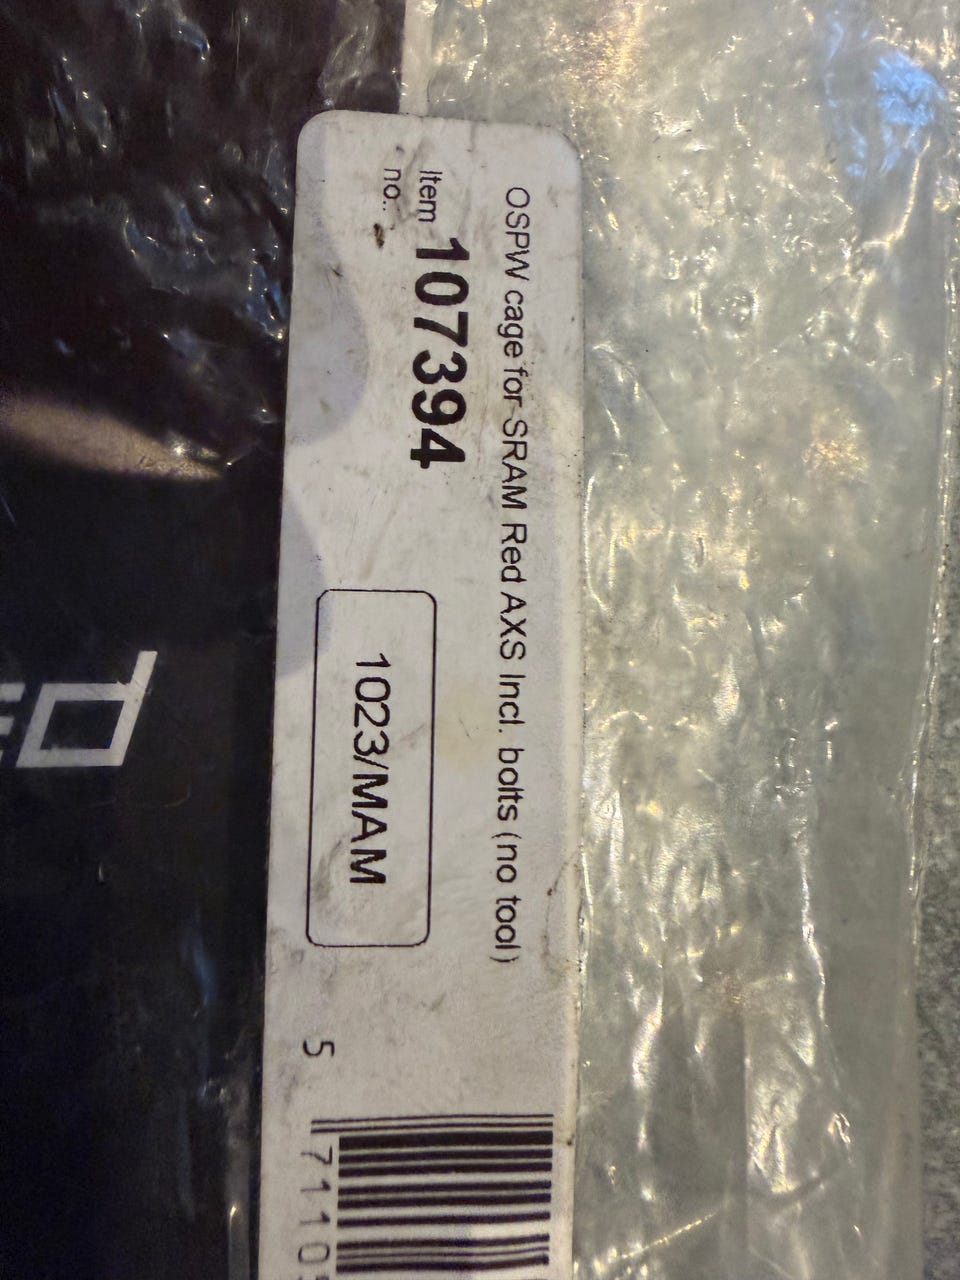 OSPW cage for SRAM Red AXS Incl. bolts (no tool)
Item no.: 107394
1023/MAM
5